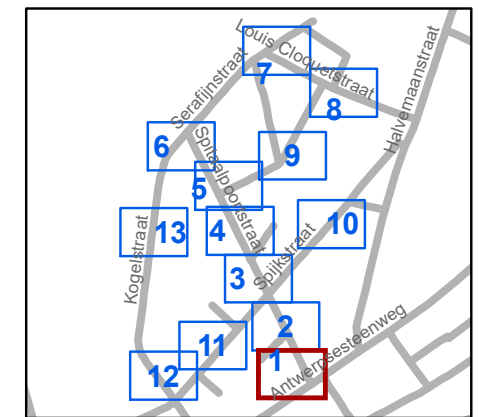 Louis Cloquetstraat
7
8
Serafijnstraat
Halvemaanstraat
6
9
5
Spitaalpoortstraat
13
4
10
Kogelstraat
Spijkstraat
3
2
11
1
Antwerpsesteenweg
12